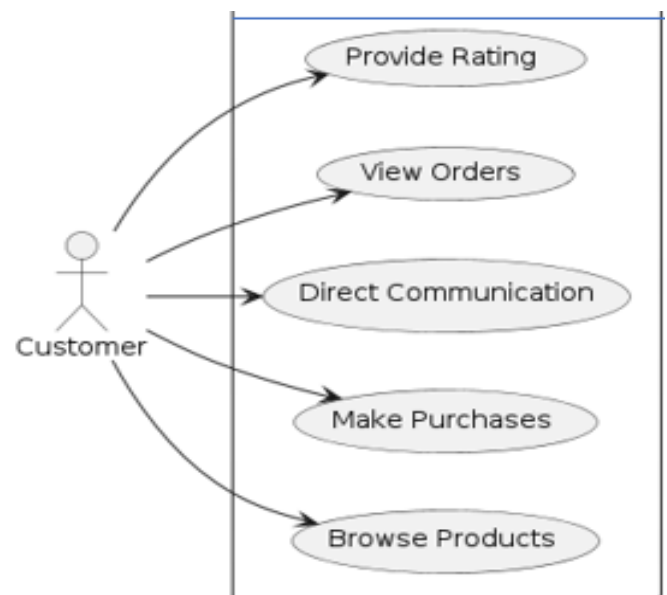 Provide Rating
View Orders
Direct Communication
Customer
Make Purchases
Browse Products